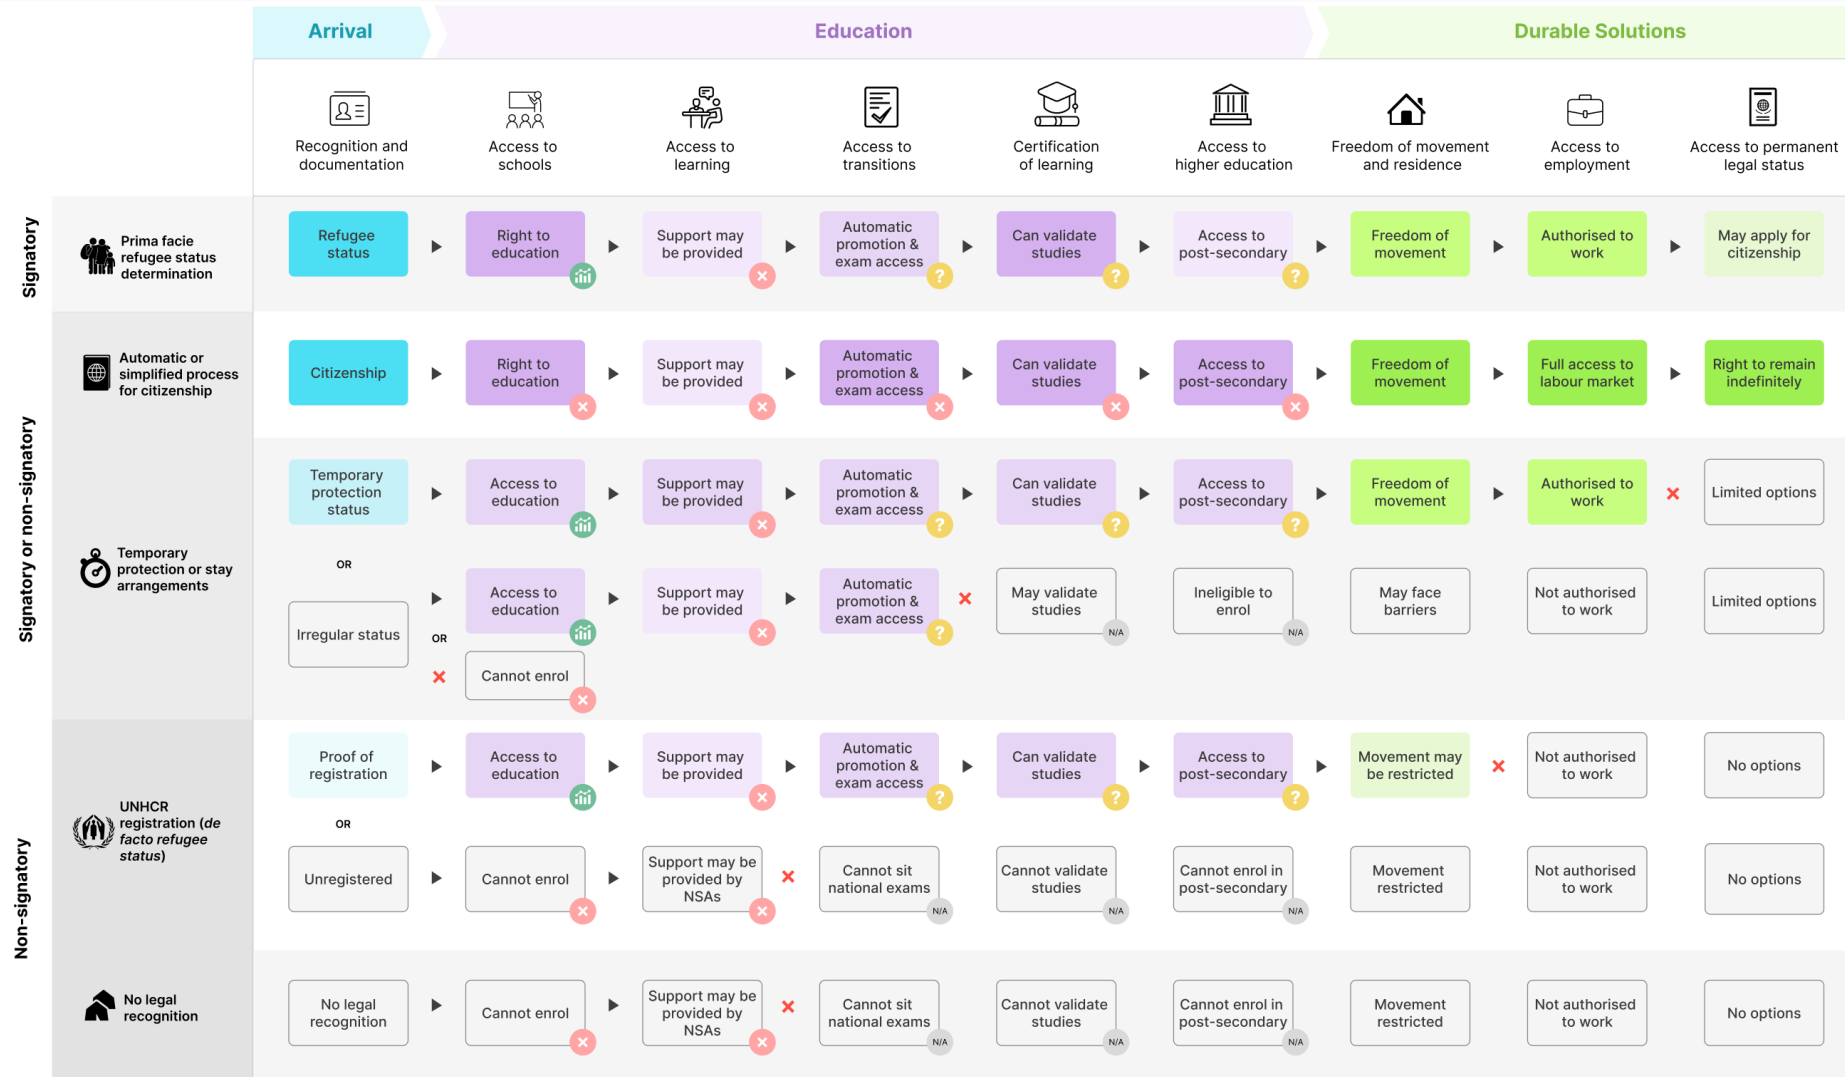 Arrival
Education
Durable Solutions
Recognition and
documentation
Access to
schools
Access to
learning
Access to
transitions
Certification
of learning
Access to
higher education
Freedom of movement
and residence
Access to
employment
Access to permanent
legal status
Signatory
Prima facie
refugee status
determination
Refugee
status
Right to
education
Support may
be provided
Automatic
promotion &
exam access
?
Can validate
studies
?
Access to
post-secondary
?
Freedom of
movement
Authorised to
work
May apply for
citizenship
Signatory or non-signatory
Automatic or
simplified process
for citizenship
Citizenship
Right to
education
Support may
be provided
Automatic
promotion &
exam access
Can validate
studies
Access to
post-secondary
Freedom of
movement
Full access to
labour market
Right to remain
indefinitely
Temporary
protection or stay
arrangements
Temporary
protection
status
Access to
education
Support may
be provided
Automatic
promotion &
exam access
?
Can validate
studies
?
Access to
post-secondary
?
Freedom of
movement
Authorised to
work
Limited options
OR
Irregular status
Access to
education
Support may
be provided
Automatic
promotion &
exam access
?
May validate
studies
N/A
Ineligible to
enrol
N/A
May face
barriers
Not authorised
to work
Limited options
OR
Cannot enrol
Non-signatory
UNHCR
registration (de
facto refugee
status)
Proof of
registration
Access to
education
Support may
be provided
Automatic
promotion &
exam access
?
Can validate
studies
?
Access to
post-secondary
?
Movement may
be restricted
Not authorised
to work
No options
OR
Unregistered
Cannot enrol
Support may be
provided by
NSAs
Cannot sit
national exams
N/A
Cannot validate
studies
N/A
Cannot enrol in
post-secondary
N/A
Movement
restricted
Not authorised
to work
No options
No legal
recognition
No legal
recognition
Cannot enrol
Support may be
provided by
NSAs
Cannot sit
national exams
N/A
Cannot validate
studies
N/A
Cannot enrol in
post-secondary
N/A
Movement
restricted
Not authorised
to work
No options